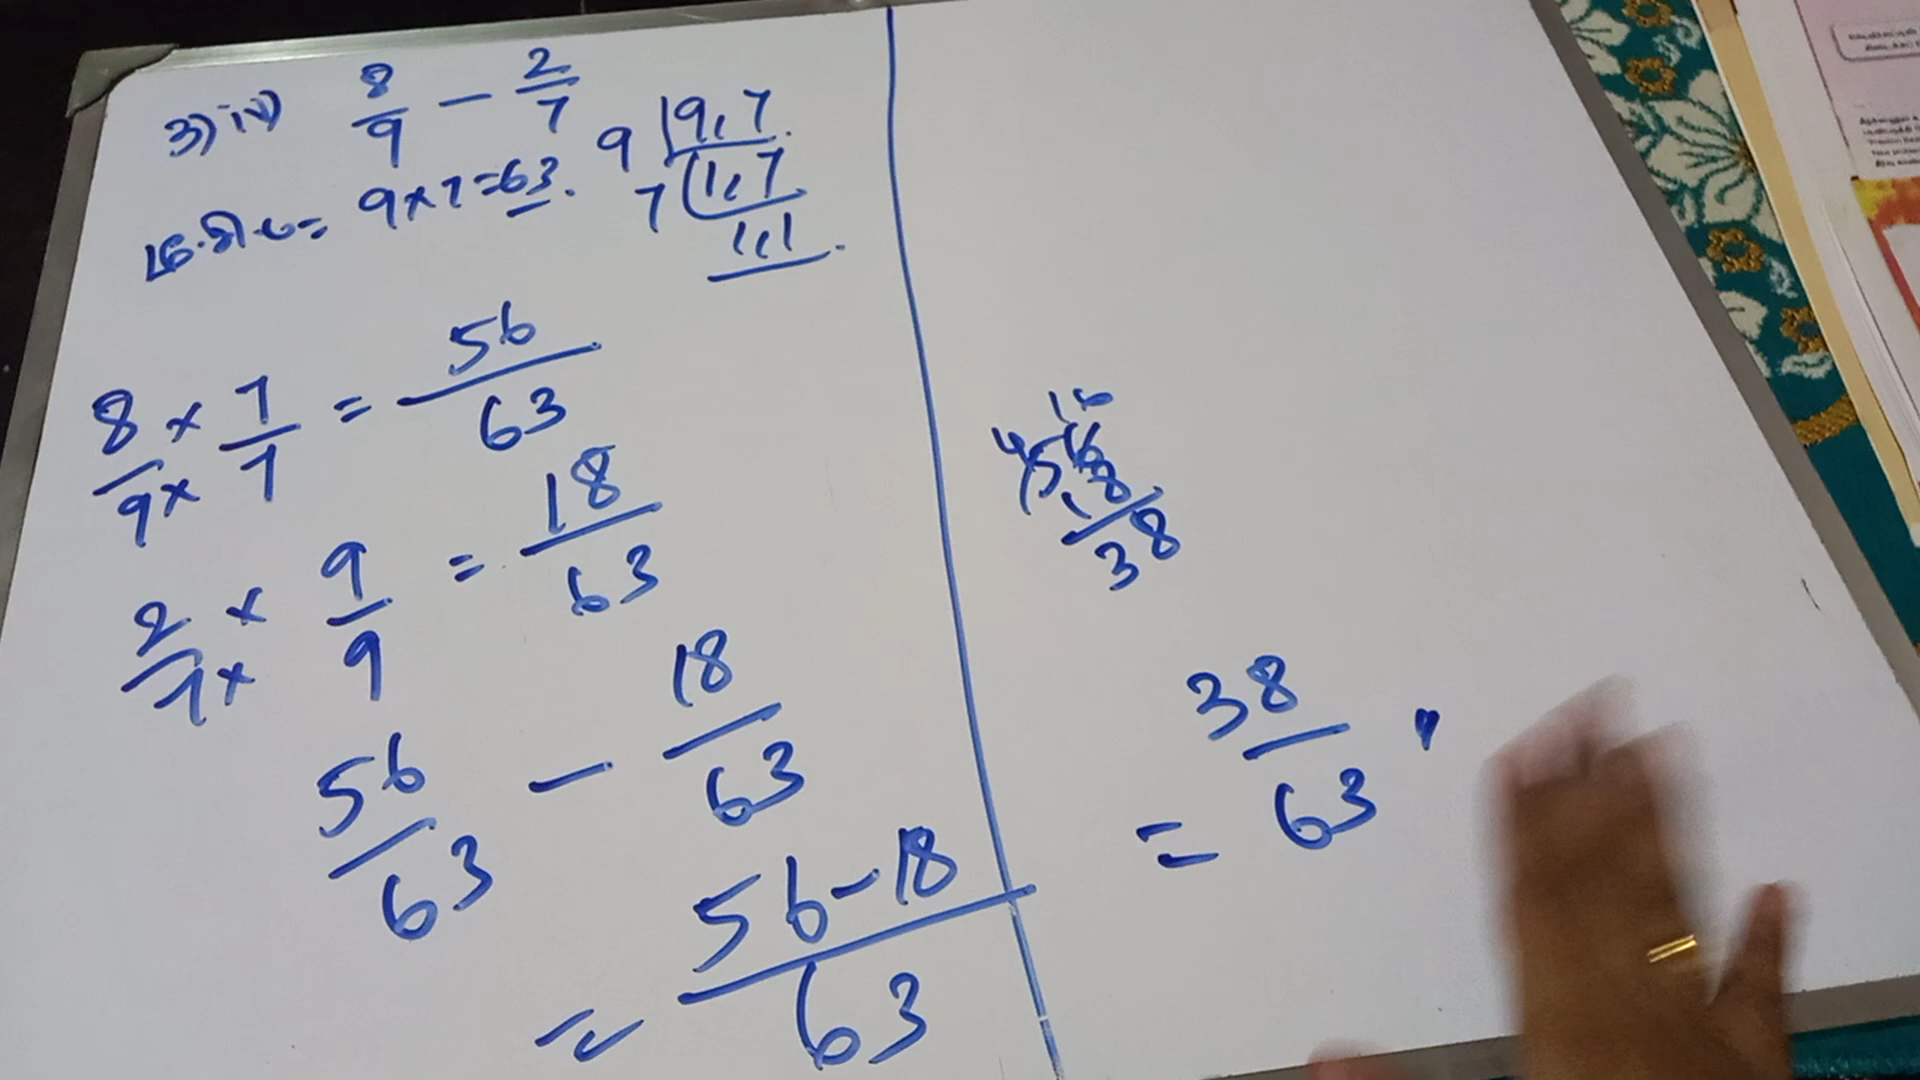 3) iv) 8/9 - 2/7
9 | 9, 7
7 | 1, 7
1, 1
மீ.சி.ம = 9 x 7 = 63.
8/9 x 7/7 = 56/63
2/7 x 9/9 = 18/63
56/63 - 18/63
= 56-18/63
38
= 38/63 "